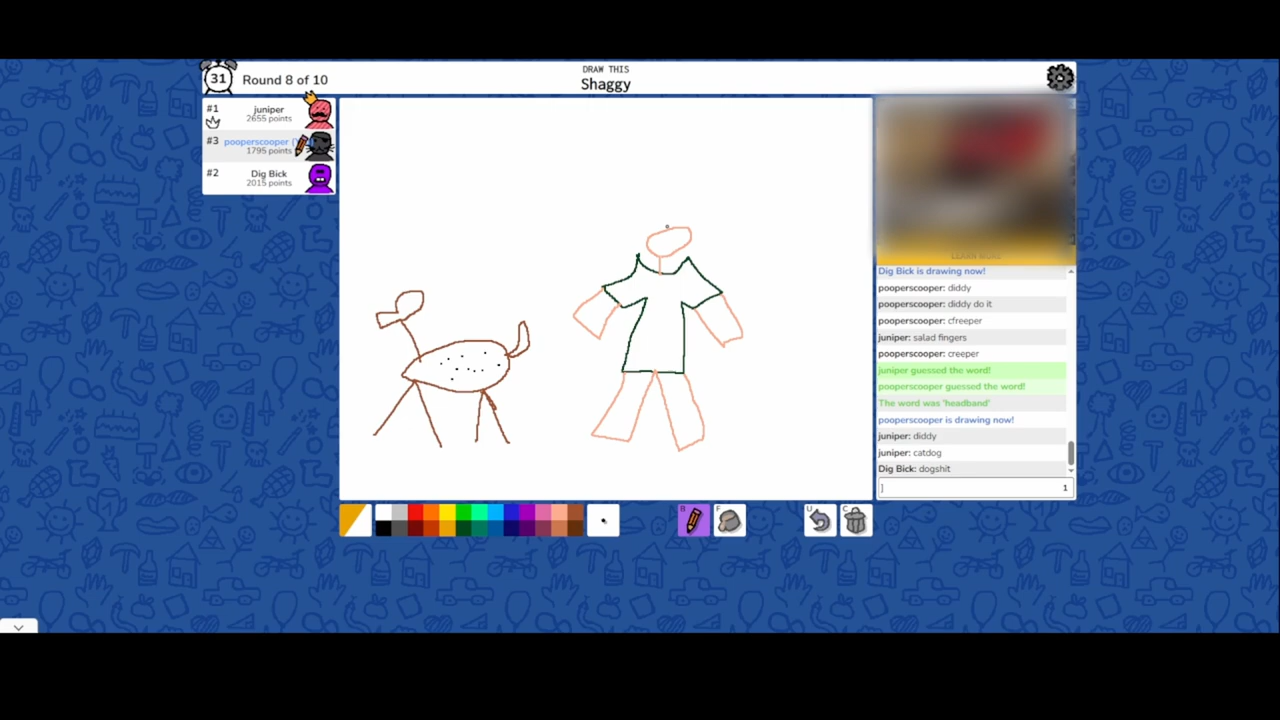 31
Round 8 of 10
DRAW THIS
Shaggy
#1
juniper
2655 points
#3
pooperscooper
1795 points
#2
Dig Bick
2015 points
LEARN MORE
Dig Bick is drawing now!
pooperscooper: diddy
pooperscooper: diddy do it
pooperscooper: cfreeper
juniper: salad fingers
pooperscooper: creeper
juniper guessed the word!
pooperscooper guessed the word!
The word was 'headband'
pooperscooper is drawing now!
juniper: diddy
juniper: catdog
Dig Bick: dogshit
]
1
B
F
U
C